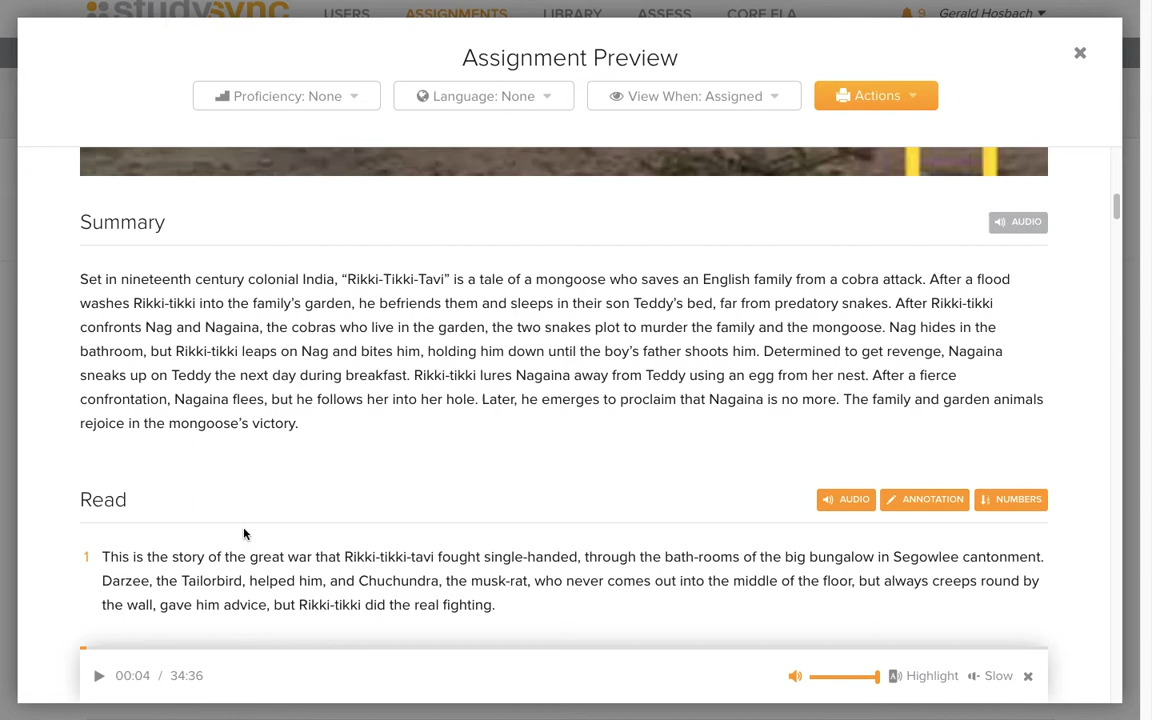 studysync USERS ASSIGNMENTS LIBRARY ASSESS CORE ELA 9 Gerald Hosbach
Assignment Preview
Proficiency: None Language: None View When: Assigned Actions
Summary AUDIO
Set in nineteenth century colonial India, “Rikki-Tikki-Tavi” is a tale of a mongoose who saves an English family from a cobra attack. After a flood
washes Rikki-tikki into the family’s garden, he befriends them and sleeps in their son Teddy’s bed, far from predatory snakes. After Rikki-tikki
confronts Nag and Nagaina, the cobras who live in the garden, the two snakes plot to murder the family and the mongoose. Nag hides in the
bathroom, but Rikki-tikki leaps on Nag and bites him, holding him down until the boy’s father shoots him. Determined to get revenge, Nagaina
sneaks up on Teddy the next day during breakfast. Rikki-tikki lures Nagaina away from Teddy using an egg from her nest. After a fierce
confrontation, Nagaina flees, but he follows her into her hole. Later, he emerges to proclaim that Nagaina is no more. The family and garden animals
rejoice in the mongoose’s victory.
Read AUDIO ANNOTATION NUMBERS
1 This is the story of the great war that Rikki-tikki-tavi fought single-handed, through the bath-rooms of the big bungalow in Segowlee cantonment.
Darzee, the Tailorbird, helped him, and Chuchundra, the musk-rat, who never comes out into the middle of the floor, but always creeps round by
the wall, gave him advice, but Rikki-tikki did the real fighting.
00:04 / 34:36 A Highlight Slow